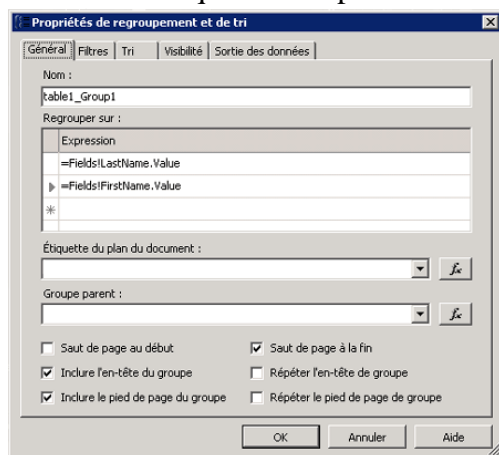 Propriétés de regroupement et de tri
Général Filtres Tri Visibilité Sortie des données
Nom :
table1_Group1
Regrouper sur :
Expression
=Fields!LastName.Value
=Fields!FirstName.Value
Étiquette du plan du document :
fx
Groupe parent :
fx
Saut de page au début Saut de page à la fin
Inclure l'en-tête du groupe Répéter l'en-tête de groupe
Inclure le pied de page du groupe Répéter le pied de page de groupe
OK Annuler Aide